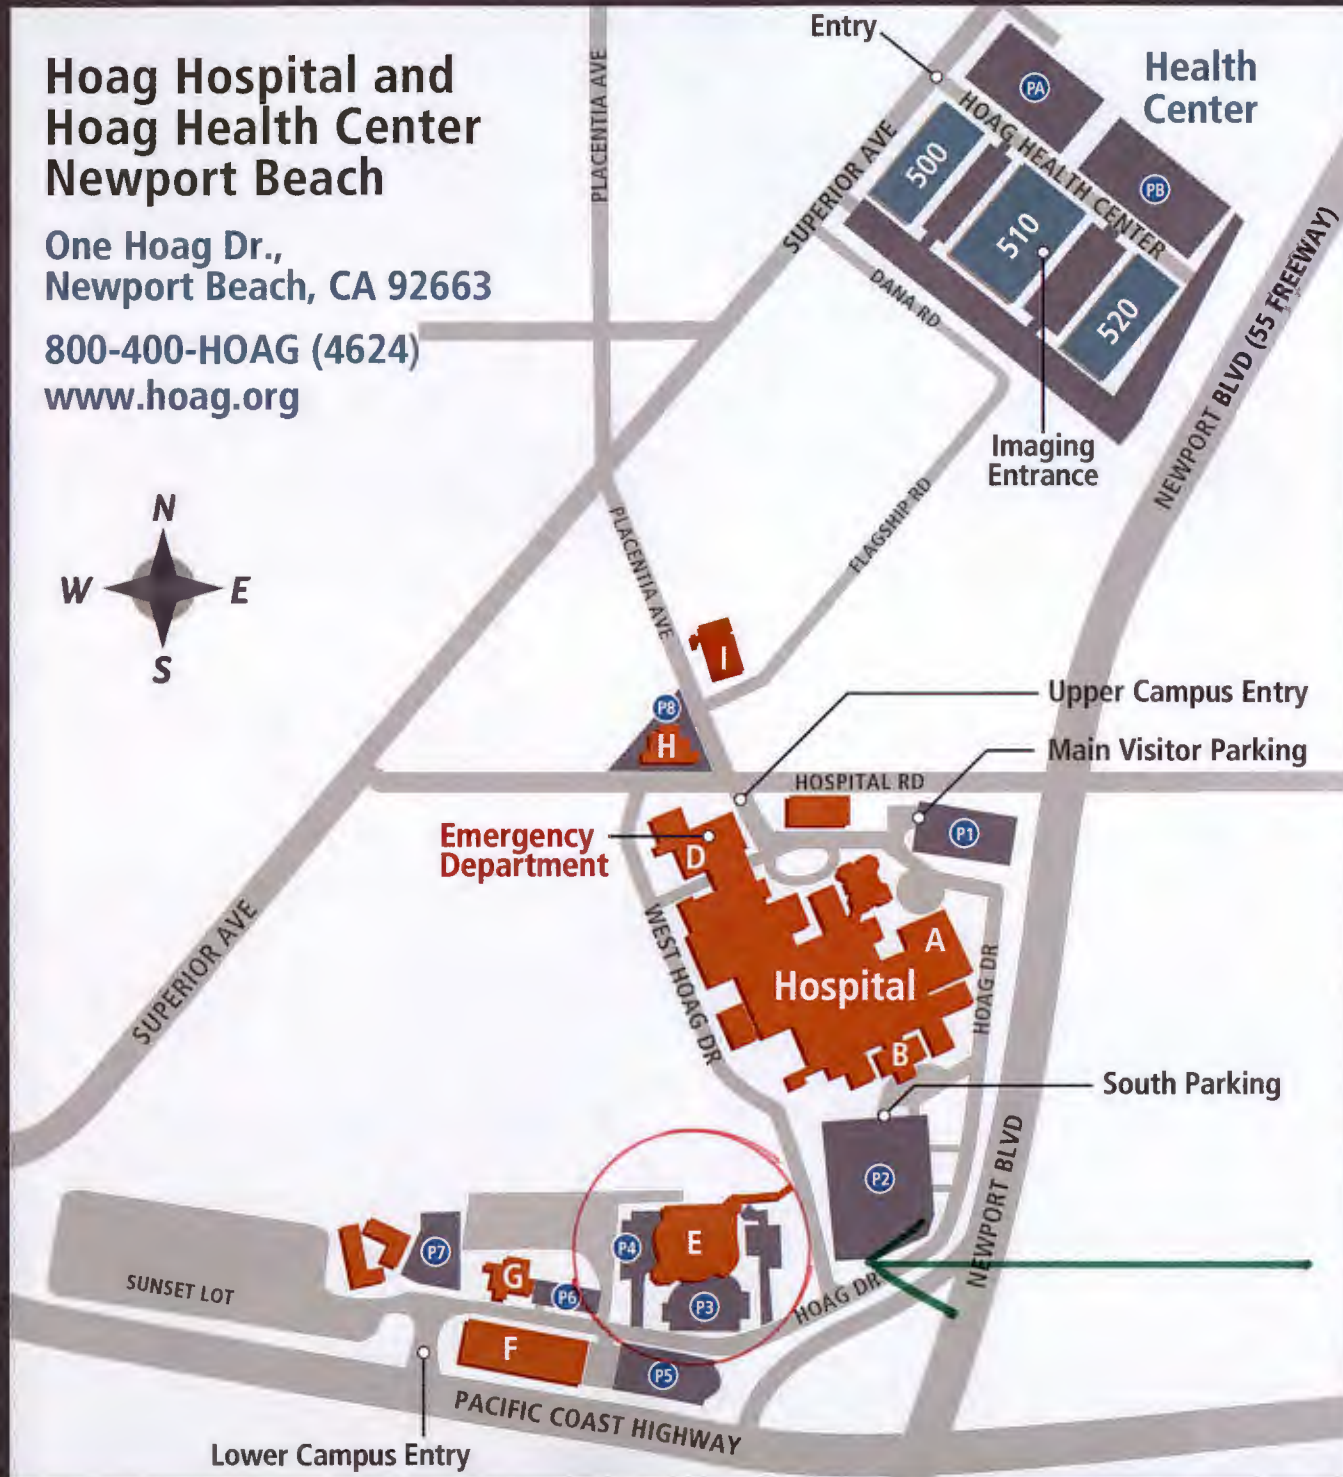 Hoag Hospital and
Hoag Health Center
Newport Beach
One Hoag Dr.,
Newport Beach, CA 92663
800-400-HOAG (4624)
www.hoag.org
N
W
E
S
Entry
Health
Center
PA
PB
HOAG HEALTH CENTER
500
510
520
PLACENTIA AVE
SUPERIOR AVE
DANA RD
Imaging
Entrance
NEWPORT BLVD (55 FREEWAY)
FLAGSHIP RD
PLACENTIA AVE
I
P8
H
Upper Campus Entry
Main Visitor Parking
HOSPITAL RD
P1
Emergency
Department
D
A
Hospital
B
WEST HOAG DR
HOAG DR
SUPERIOR AVE
South Parking
P2
NEWPORT BLVD
E
P4
P3
P7
G
P6
SUNSET LOT
F
P5
HOAG DR
PACIFIC COAST HIGHWAY
Lower Campus Entry